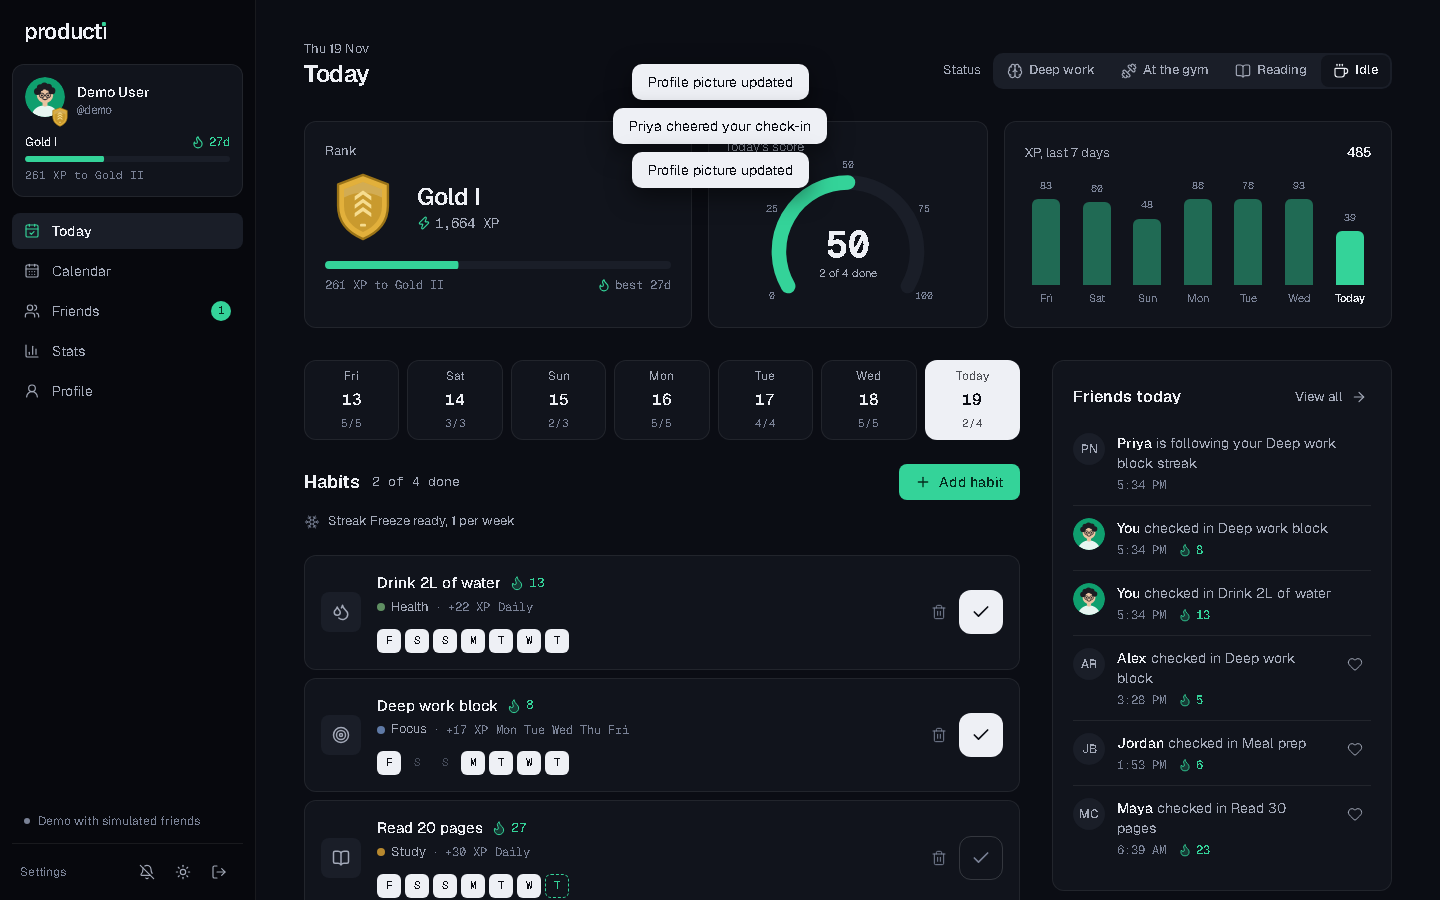 producti
Demo User
@demo
Gold I
27d
261 XP to Gold II
Today
Calendar
Friends
1
Stats
Profile
Demo with simulated friends
Settings
Thu 19 Nov
Today
Profile picture updated
Priya cheered your check-in
Profile picture updated
Status
Deep work
At the gym
Reading
Idle
Rank
Gold I
1,664 XP
261 XP to Gold II
best 27d
Today's score
0
25
50
75
100
50
2 of 4 done
XP, last 7 days
485
83
80
48
86
78
93
39
Fri
Sat
Sun
Mon
Tue
Wed
Today
Fri
13
5/5
Sat
14
3/3
Sun
15
2/3
Mon
16
5/5
Tue
17
4/4
Wed
18
5/5
Today
19
2/4
Habits
2 of 4 done
Add habit
Streak Freeze ready, 1 per week
Drink 2L of water
13
Health · +22 XP Daily
F S S M T W T
Deep work block
8
Focus · +17 XP Mon Tue Wed Thu Fri
F S S M T W T
Read 20 pages
27
Study · +30 XP Daily
F S S M T W T
Friends today
View all
PN
Priya is following your Deep work
block streak
5:34 PM
You checked in Deep work block
5:34 PM
8
You checked in Drink 2L of water
5:34 PM
13
AR
Alex checked in Deep work
block
3:28 PM
5
JB
Jordan checked in Meal prep
1:53 PM
6
MC
Maya checked in Read 30
pages
6:39 AM
23